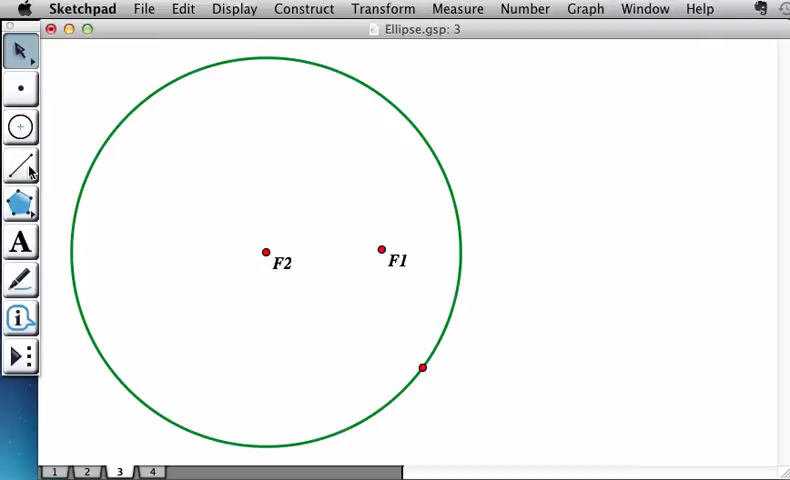 Sketchpad File Edit Display Construct Transform Measure Number Graph Window Help
Ellipse.gsp: 3
A
i
F2
F1
1 2 3 4